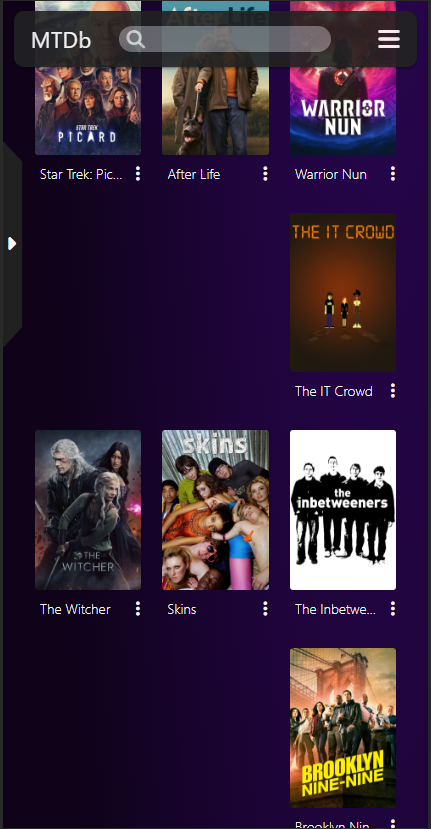 MTDb
After Life
STAR TREK
PICARD
WARRIOR
NUN
Star Trek: Pic...
After Life
Warrior Nun
THE IT CROWD
The IT Crowd
THE
WITCHER
skins
the
inbetweeners
The Witcher
Skins
The Inbetwe...
BROOKLYN
NINE-NINE
Brooklyn Nin...